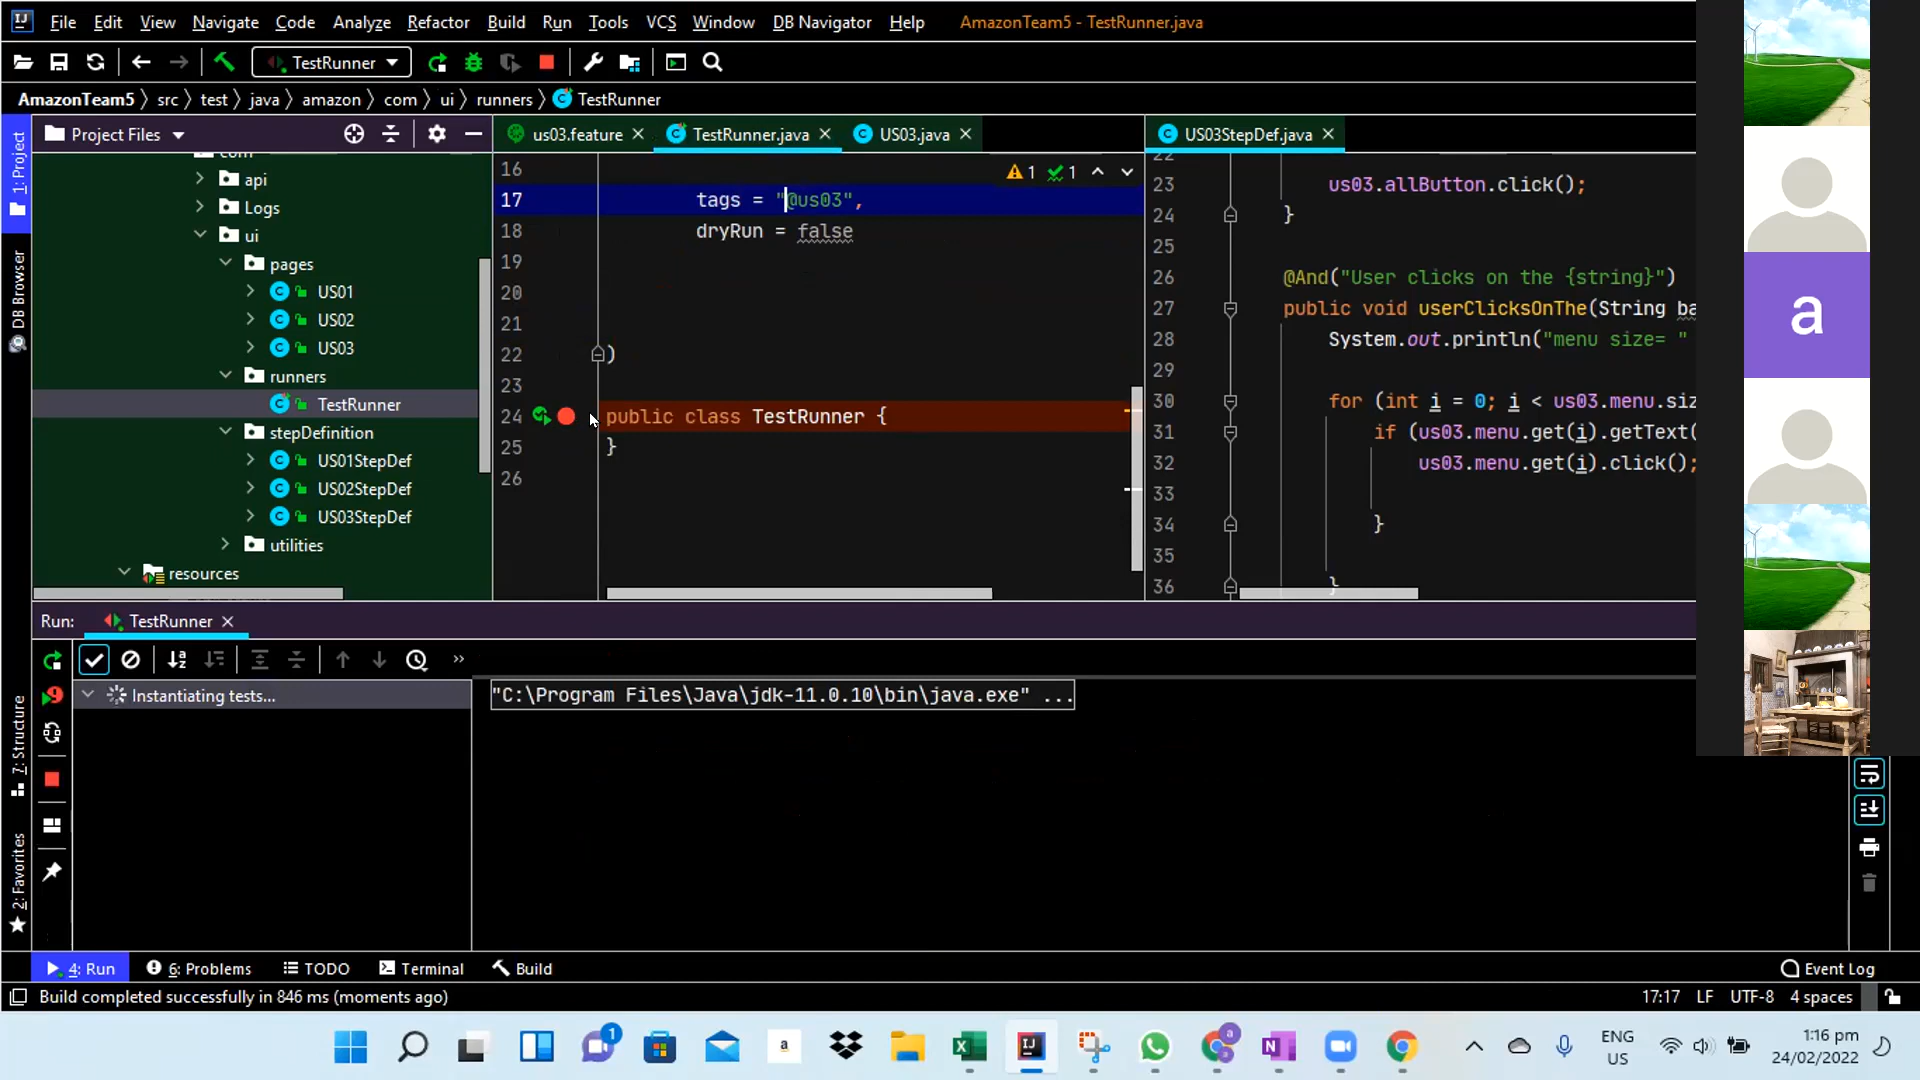 File Edit View Navigate Code Analyze Refactor Build Run Tools VCS Window DB Navigator Help AmazonTeam5 - TestRunner.java
TestRunner
AmazonTeam5 src test java amazon com ui runners TestRunner
1: Project
DB Browser
7: Structure
2: Favorites
Project Files
api
Logs
ui
pages
US01
US02
US03
runners
TestRunner
stepDefinition
US01StepDef
US02StepDef
US03StepDef
utilities
resources
us03.feature TestRunner.java US03.java
1 1
16
17 tags = "@us03",
18 dryRun = false
19
20
21
22 )
23
24 public class TestRunner {
25 }
26
US03StepDef.java
22
23 us03.allButton.click();
24 }
25
26 @And("User clicks on the {string}")
27 public void userClicksOnThe(String ba
28 System.out.println("menu size= "
29
30 for (int i = 0; i < us03.menu.siz
31 if (us03.menu.get(i).getText(
32 us03.menu.get(i).click();
33
34 }
35
36 }
a
Run: TestRunner
Instantiating tests...
"C:\Program Files\Java\jdk-11.0.10\bin\java.exe" ...
4: Run 6: Problems TODO Terminal Build Event Log
Build completed successfully in 846 ms (moments ago) 17:17 LF UTF-8 4 spaces
1
a
ENG
US
1:16 pm
24/02/2022